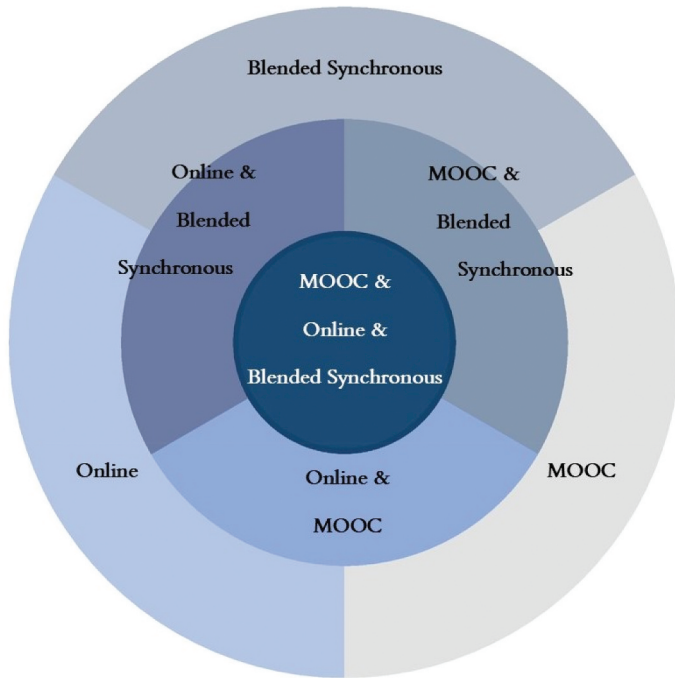 Blended Synchronous
Online &
Blended
Synchronous
MOOC &
Blended
Synchronous
MOOC &
Online &
Blended Synchronous
Online
Online &
MOOC
MOOC